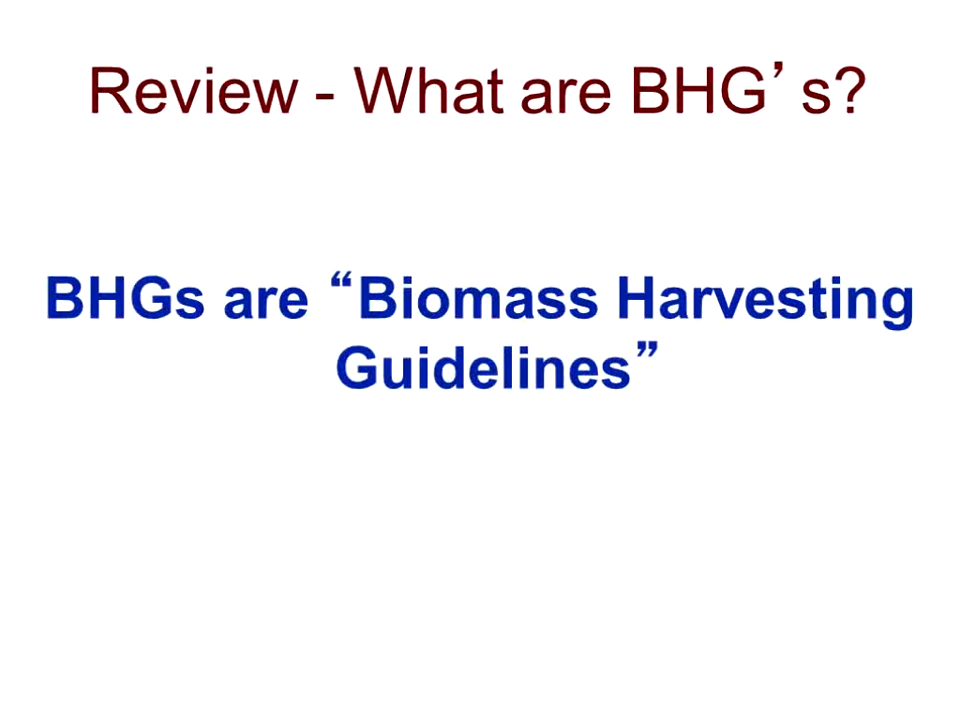 Review - What are BHG’s?
BHGs are “Biomass Harvesting
Guidelines”